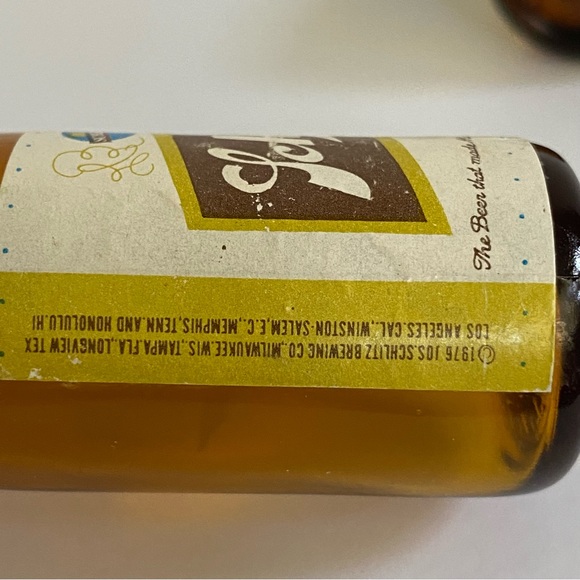 Sch
The Beer that made
©1976 JOS.SCHLITZ BREWING CO.,MILWAUKEE.WIS.,TAMPA.FLA.,LONGVIEW TEX
LOS ANGELES.CAL.,WINSTON-SALEM,E.C.,MEMPHIS,TENN.AND HONOLULU.HI